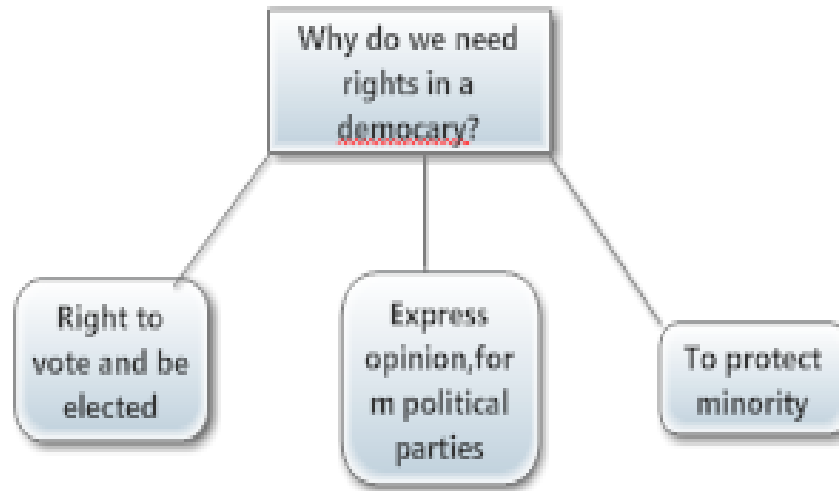 Why do we need
rights in a
democary?
Right to
vote and be
elected
Express
opinion,for
m political
parties
To protect
minority